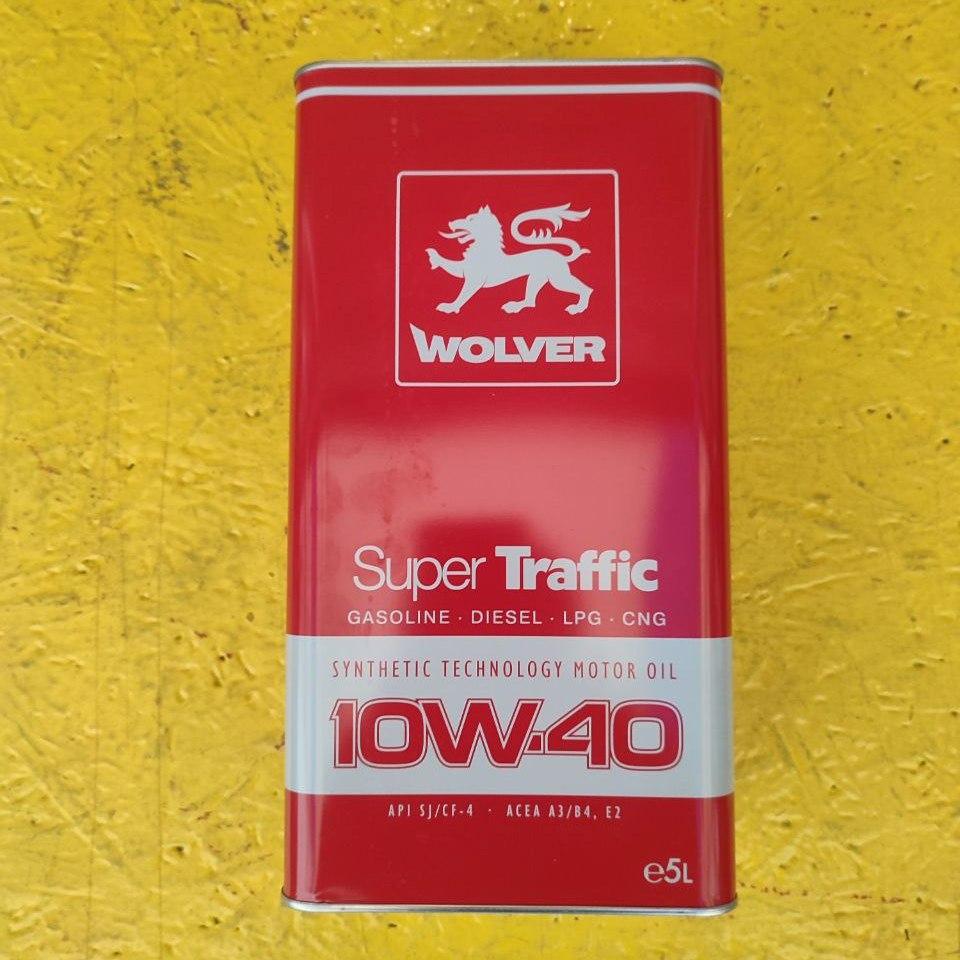 WOLVER
Super Traffic
GASOLINE · DIESEL · LPG · CNG
SYNTHETIC TECHNOLOGY MOTOR OIL
10W-40
API SJ/CF-4 · ACEA A3/B4, E2
℮5L